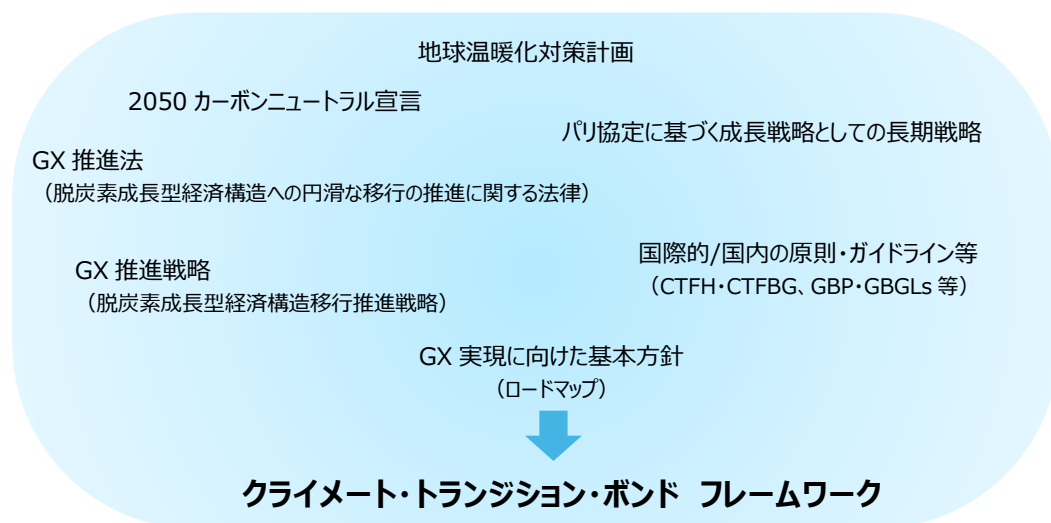 地球温暖化対策計画
2050 カーボンニュートラル宣言
パリ協定に基づく成長戦略としての長期戦略
GX 推進法
（脱炭素成長型経済構造への円滑な移行の推進に関する法律）
国際的/国内の原則・ガイドライン等
（CTFH・CTFBG、GBP・GBGLs 等）
GX 推進戦略
（脱炭素成長型経済構造移行推進戦略）
GX 実現に向けた基本方針
（ロードマップ）
クライメート・トランジション・ボンド フレームワーク